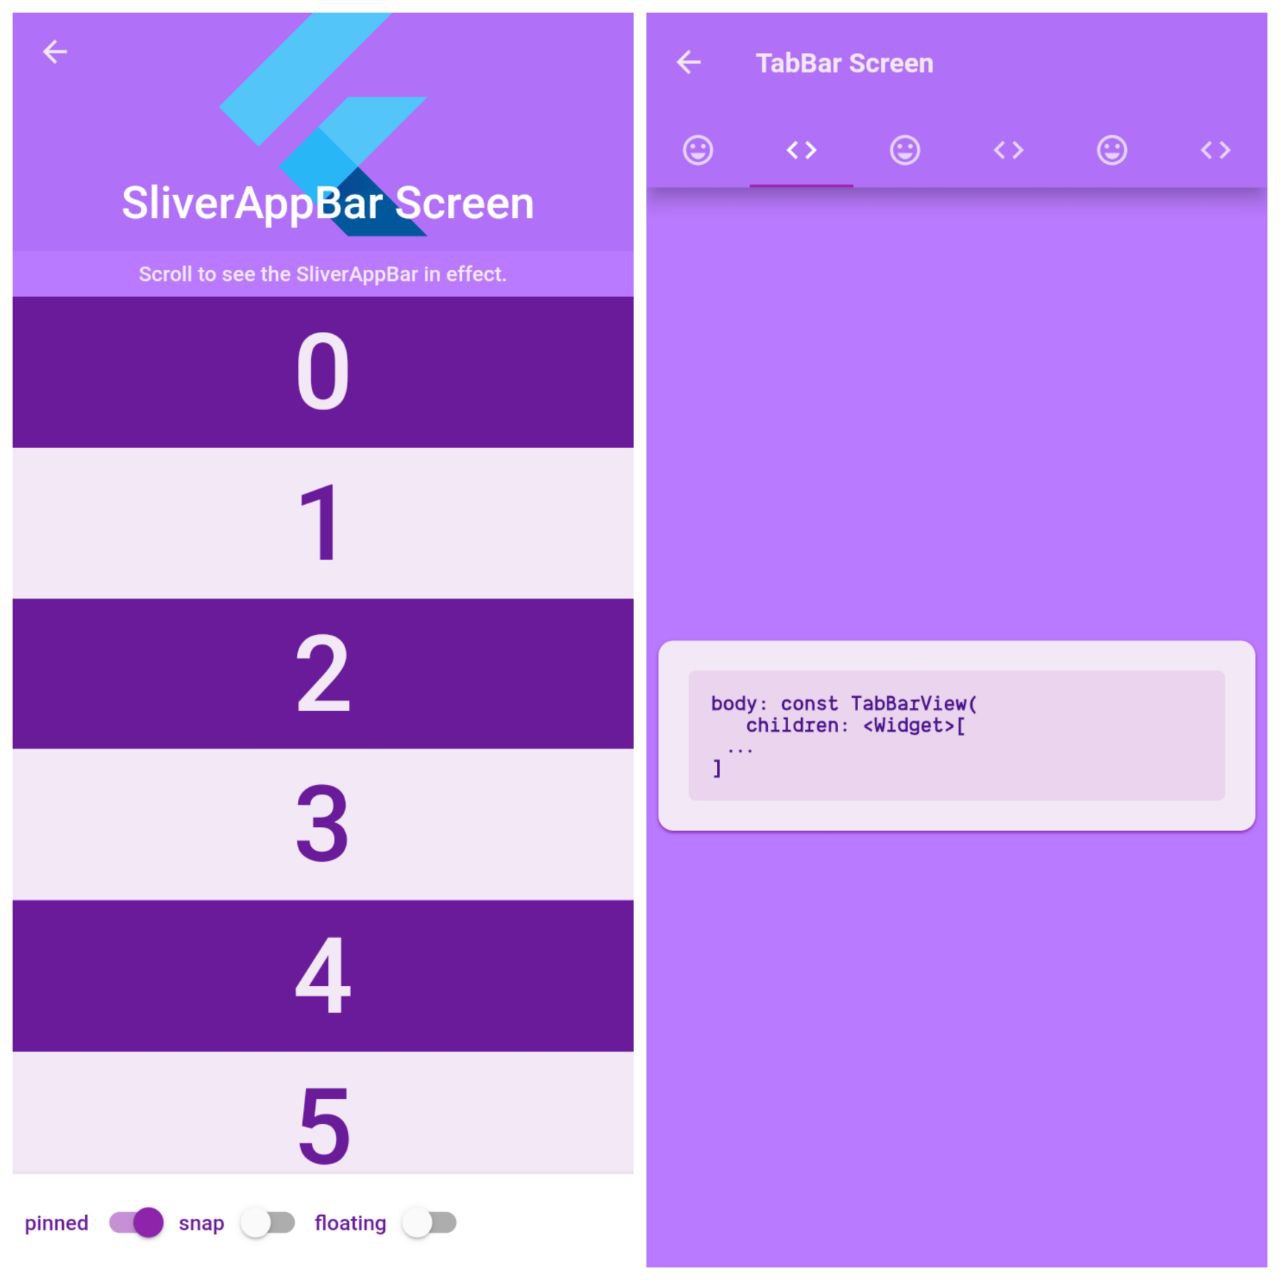 SliverAppBar Screen
Scroll to see the SliverAppBar in effect.
0
1
2
3
4
5
pinned snap floating
TabBar Screen
body: const TabBarView(
   children: <Widget>[
 ...
]